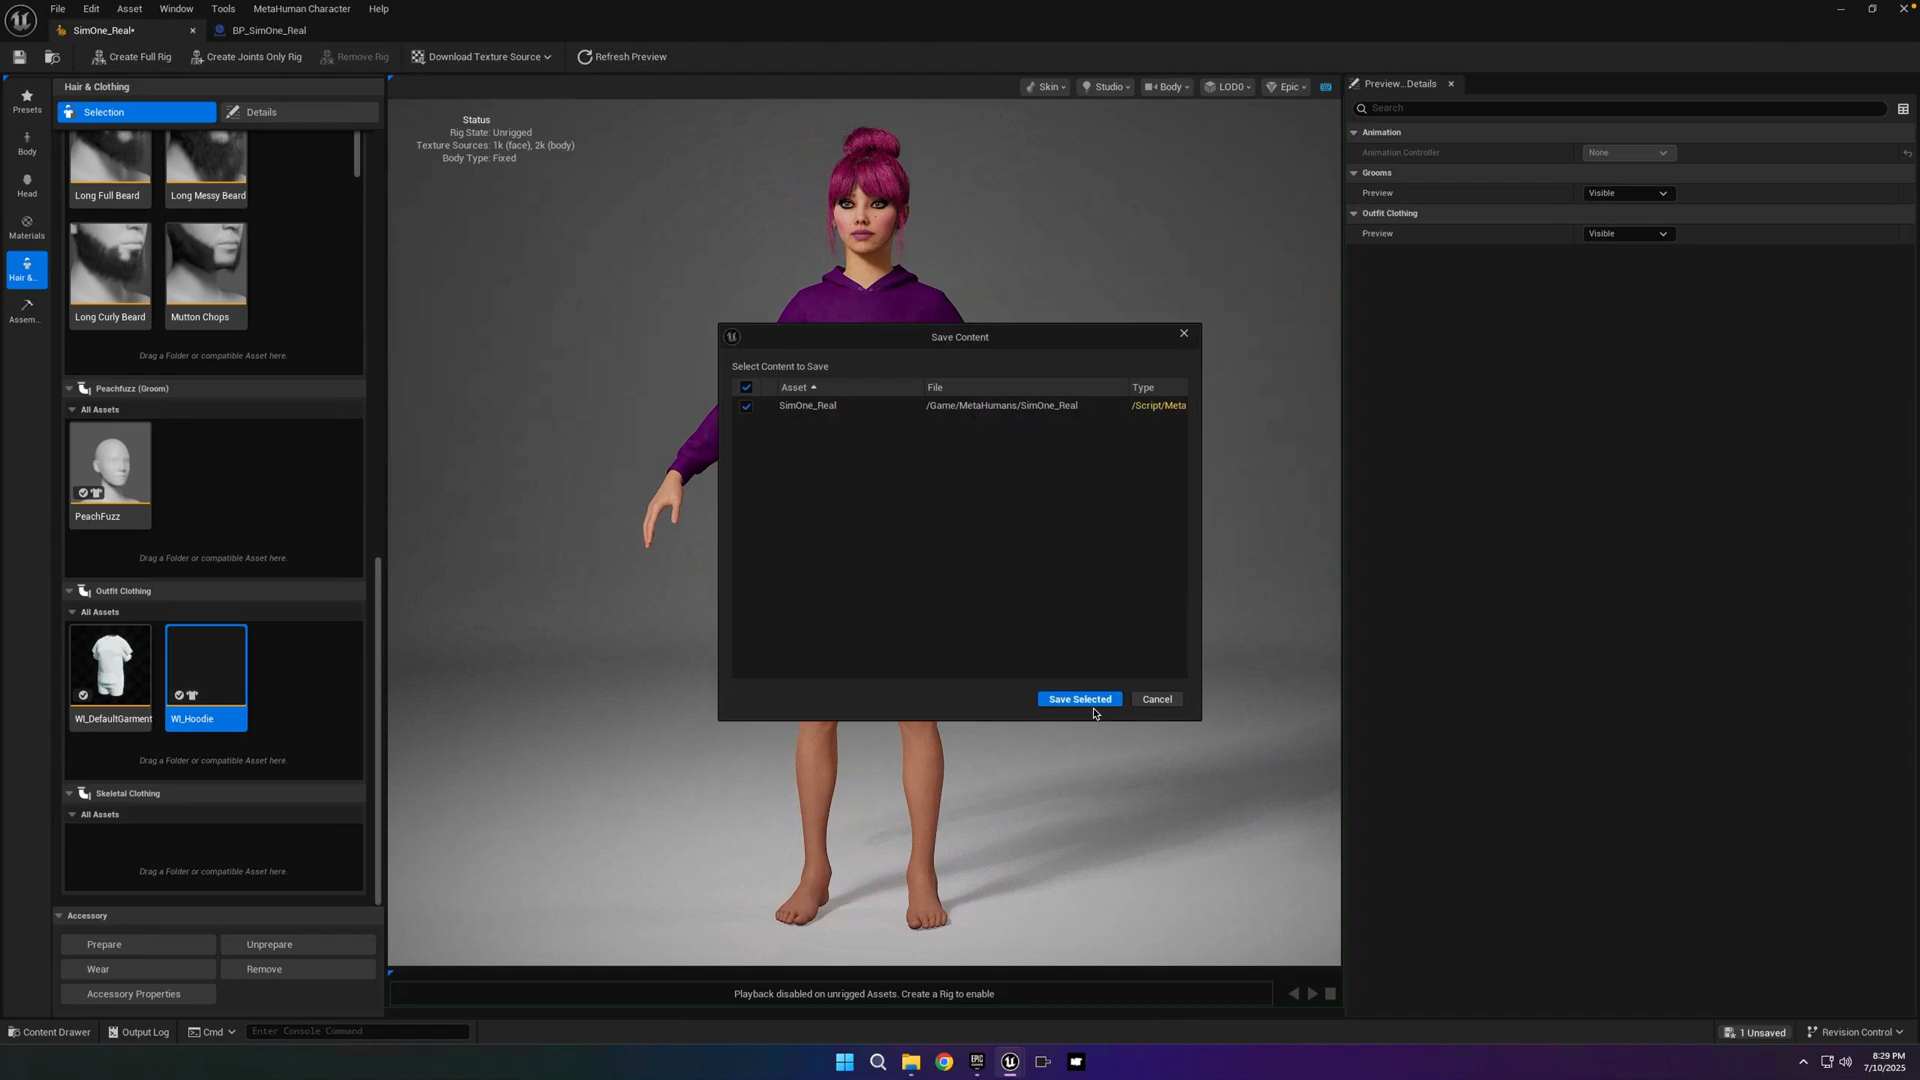 File Edit Asset Window Tools MetaHuman Character Help
SimOne_Real•
BP_SimOne_Real
Create Full Rig
Create Joints Only Rig
Remove Rig
Download Texture Source
Refresh Preview
Presets
Body
Head
Materials
Hair &...
Assem...
Hair & Clothing
Selection
Details
Long Full Beard
Long Messy Beard
Long Curly Beard
Mutton Chops
Drag a Folder or compatible Asset here.
Peachfuzz (Groom)
All Assets
PeachFuzz
Drag a Folder or compatible Asset here.
Outfit Clothing
All Assets
WI_DefaultGarment
WI_Hoodie
Drag a Folder or compatible Asset here.
Skeletal Clothing
All Assets
Drag a Folder or compatible Asset here.
Accessory
Prepare
Unprepare
Wear
Remove
Accessory Properties
Skin
Studio
Body
LOD0
Epic
Status
Rig State: Unrigged
Texture Sources: 1k (face), 2k (body)
Body Type: Fixed
Save Content
Select Content to Save
Asset File Type
SimOne_Real /Game/MetaHumans/SimOne_Real /Script/Meta
Save Selected
Cancel
Playback disabled on unrigged Assets. Create a Rig to enable
Preview...Details
Search
Animation
Animation Controller None
Grooms
Preview Visible
Outfit Clothing
Preview Visible
Content Drawer
Output Log
Cmd
Enter Console Command
1 Unsaved
Revision Control
EPIC
8:29 PM
7/10/2025